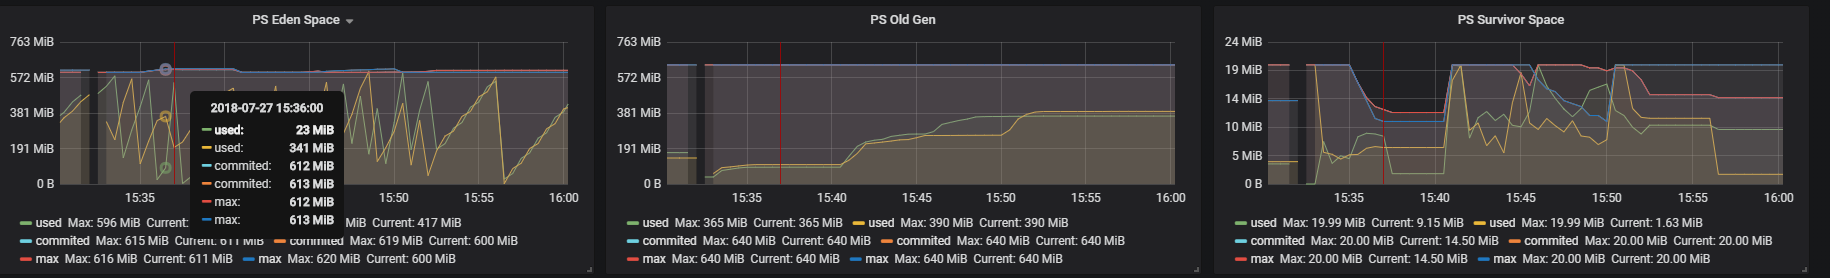 PS Eden Space
763 MiB
572 MiB
381 MiB
191 MiB
0 B
15:35
15:50
15:55
16:00
2018-07-27 15:36:00
used: 23 MiB
used: 341 MiB
commited: 612 MiB
commited: 613 MiB
max: 612 MiB
max: 613 MiB
used Max: 596 MiB Current: MiB Current: 417 MiB
commited Max: 615 MiB Current: 611 MiB commited Max: 619 MiB Current: 600 MiB
max Max: 616 MiB Current: 611 MiB max Max: 620 MiB Current: 600 MiB
PS Old Gen
763 MiB
572 MiB
381 MiB
191 MiB
0 B
15:35 15:40 15:45 15:50 15:55 16:00
used Max: 365 MiB Current: 365 MiB used Max: 390 MiB Current: 390 MiB
commited Max: 640 MiB Current: 640 MiB commited Max: 640 MiB Current: 640 MiB
max Max: 640 MiB Current: 640 MiB max Max: 640 MiB Current: 640 MiB
PS Survivor Space
24 MiB
19 MiB
14 MiB
10 MiB
5 MiB
0 B
15:35 15:40 15:45 15:50 15:55 16:00
used Max: 19.99 MiB Current: 9.15 MiB used Max: 19.99 MiB Current: 1.63 MiB
commited Max: 20.00 MiB Current: 14.50 MiB commited Max: 20.00 MiB Current: 20.00 MiB
max Max: 20.00 MiB Current: 14.50 MiB max Max: 20.00 MiB Current: 20.00 MiB